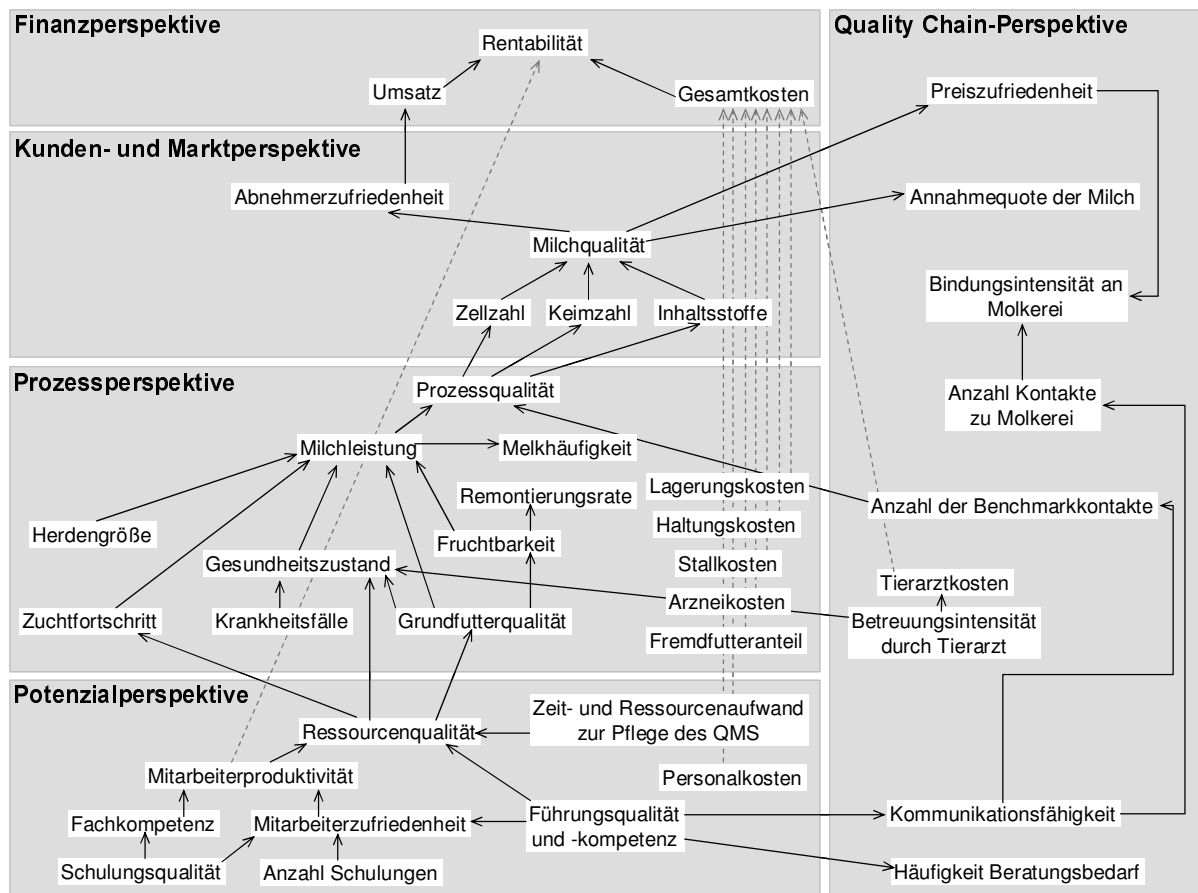 Finanzperspektive
Rentabilität
Umsatz
Gesamtkosten
Kunden- und Marktperspektive
Abnehmerzufriedenheit
Milchqualität
Zellzahl
Keimzahl
Inhaltsstoffe
Prozessperspektive
Prozessqualität
Milchleistung
Melkhäufigkeit
Lagerungskosten
Remontierungsrate
Herdengröße
Haltungskosten
Fruchtbarkeit
Gesundheitszustand
Stallkosten
Arzneikosten
Zuchtfortschritt
Krankheitsfälle
Grundfutterqualität
Fremdfutteranteil
Potenzialperspektive
Ressourcenqualität
Zeit- und Ressourcenaufwand
zur Pflege des QMS
Mitarbeiterproduktivität
Personalkosten
Fachkompetenz
Mitarbeiterzufriedenheit
Führungsqualität
und -kompetenz
Schulungsqualität
Anzahl Schulungen
Quality Chain-Perspektive
Preiszufriedenheit
Annahmequote der Milch
Bindungsintensität an
Molkerei
Anzahl Kontakte
zu Molkerei
Anzahl der Benchmarkkontakte
Tierarztkosten
Betreuungsintensität
durch Tierarzt
Kommunikationsfähigkeit
Häufigkeit Beratungsbedarf